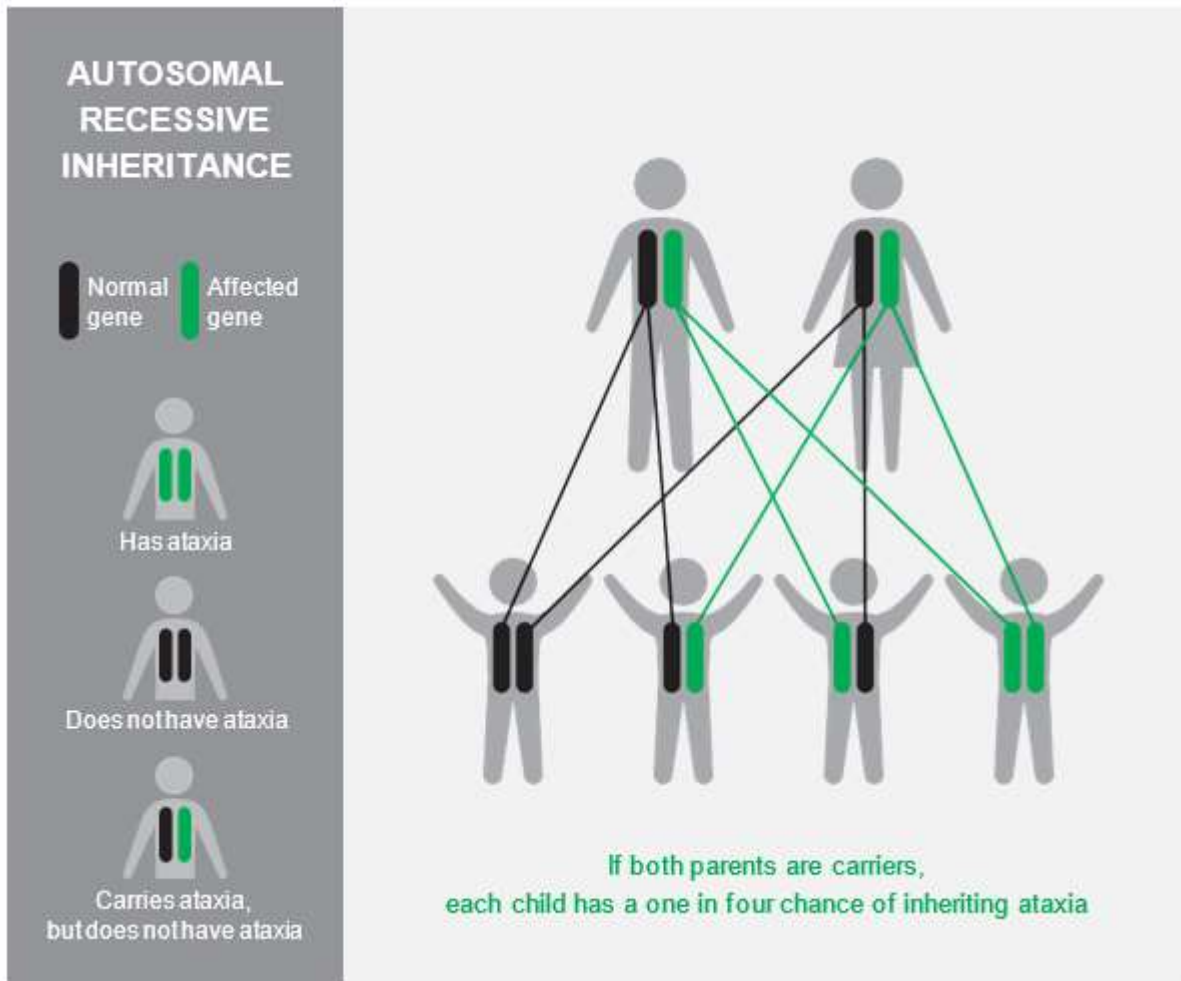 AUTOSOMAL
RECESSIVE
INHERITANCE
Normal
gene
Affected
gene
Has ataxia
Does not have ataxia
Carries ataxia,
but does not have ataxia
If both parents are carriers,
each child has a one in four chance of inheriting ataxia